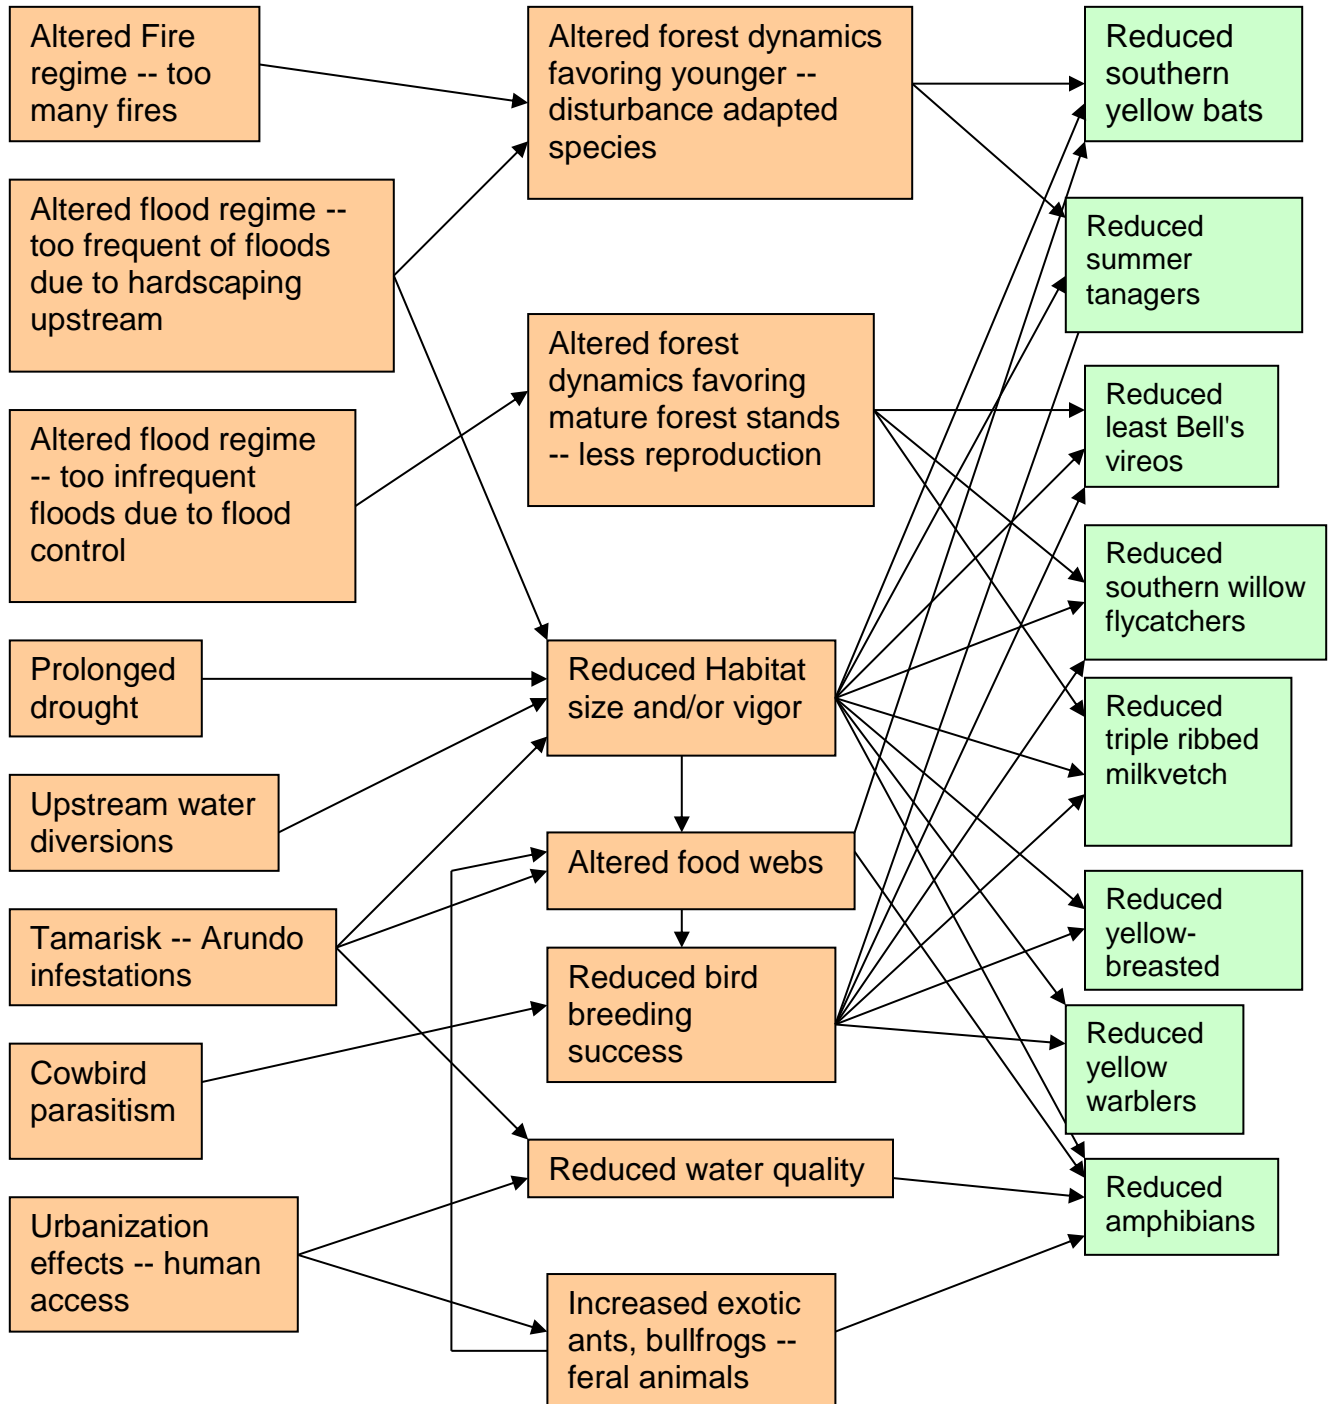 Altered Fire
regime -- too
many fires
Altered flood regime --
too frequent of floods
due to hardscaping
upstream
Altered flood regime
-- too infrequent
floods due to flood
control
Prolonged
drought
Upstream water
diversions
Tamarisk -- Arundo
infestations
Cowbird
parasitism
Urbanization
effects -- human
access
Altered forest dynamics
favoring younger --
disturbance adapted
species
Altered forest
dynamics favoring
mature forest stands
-- less reproduction
Reduced Habitat
size and/or vigor
Altered food webs
Reduced bird
breeding
success
Reduced water quality
Increased exotic
ants, bullfrogs --
feral animals
Reduced
southern
yellow bats
Reduced
summer
tanagers
Reduced
least Bell's
vireos
Reduced
southern willow
flycatchers
Reduced
triple ribbed
milkvetch
Reduced
yellow-
breasted
Reduced
yellow
warblers
Reduced
amphibians